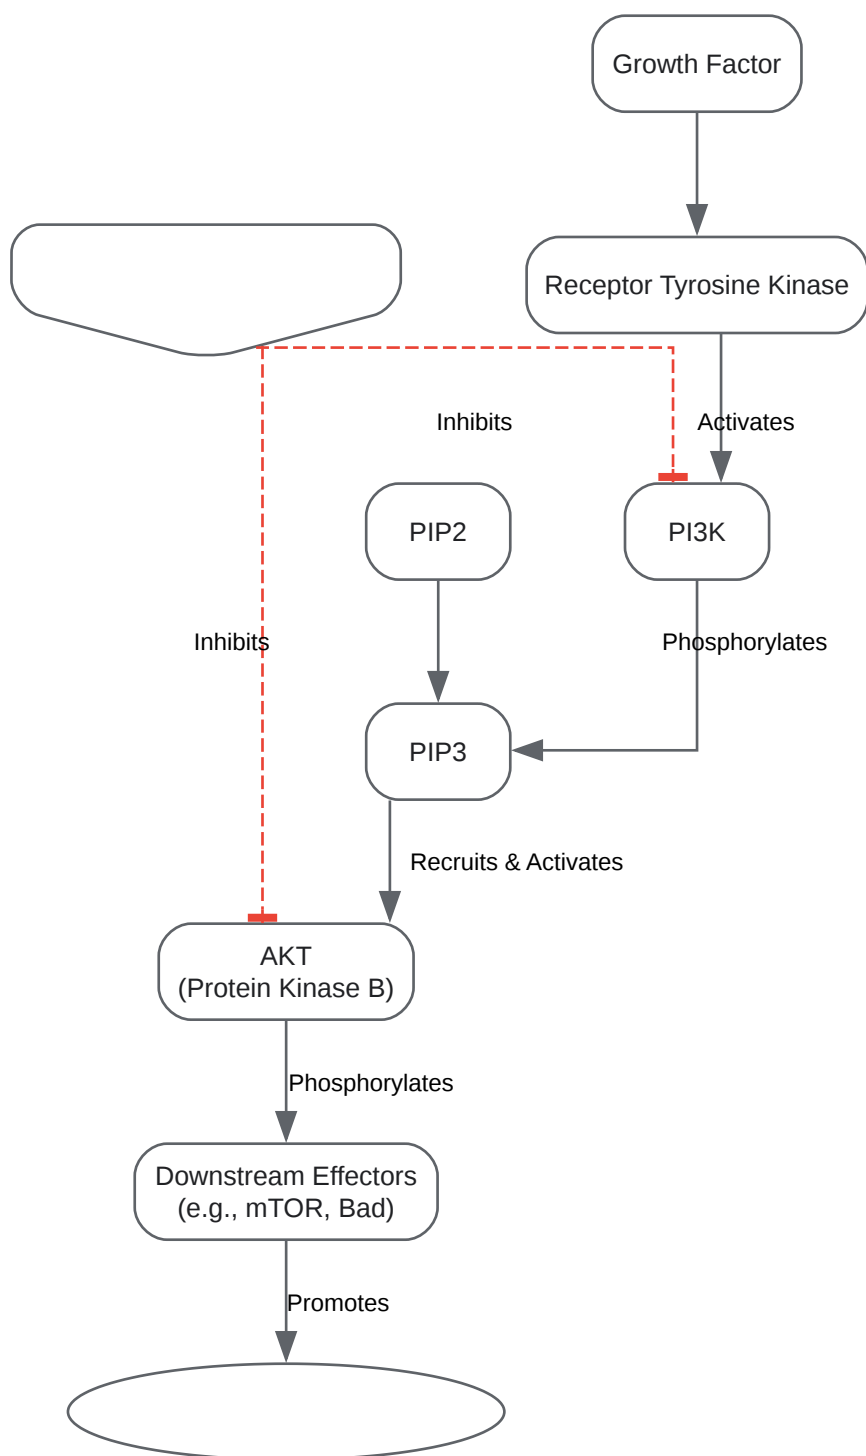 Growth Factor
Receptor Tyrosine Kinase
Inhibits
Activates
PIP2
PI3K
Inhibits
Phosphorylates
PIP3
Recruits & Activates
AKT
(Protein Kinase B)
Phosphorylates
Downstream Effectors
(e.g., mTOR, Bad)
Promotes